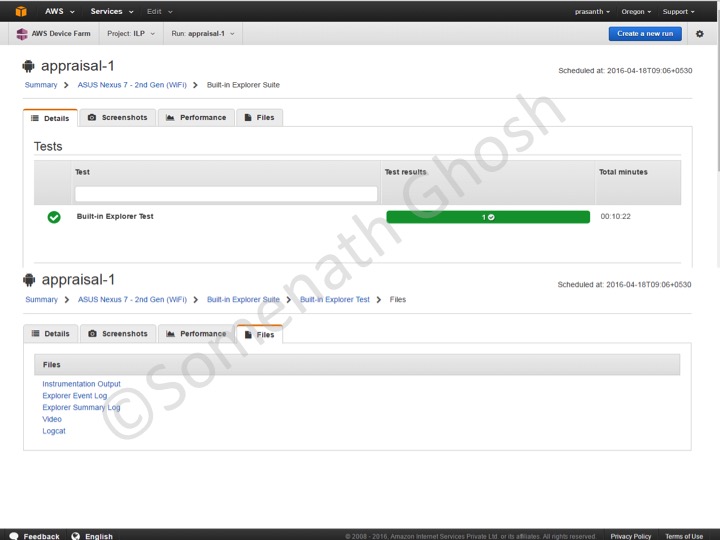 AWS Services Edit prasanth Oregon Support
AWS Device Farm Project: ILP Run: appraisal-1 Create a new run
appraisal-1
Scheduled at: 2016-04-18T09:06+0530
Summary ASUS Nexus 7 - 2nd Gen (WiFi) Built-in Explorer Suite
Details Screenshots Performance Files
Tests
Test Test results Total minutes
Built-in Explorer Test 1 00:10:22
appraisal-1
Scheduled at: 2016-04-18T09:06+0530
Summary ASUS Nexus 7 - 2nd Gen (WiFi) Built-in Explorer Suite Built-in Explorer Test Files
Details Screenshots Performance Files
Files
Instrumentation Output
Explorer Event Log
Explorer Summary Log
Video
Logcat
©Somenath Ghosh
Feedback English © 2008 - 2016, Amazon Internet Services Private Ltd. or its affiliates. All rights reserved. Privacy Policy Terms of Use